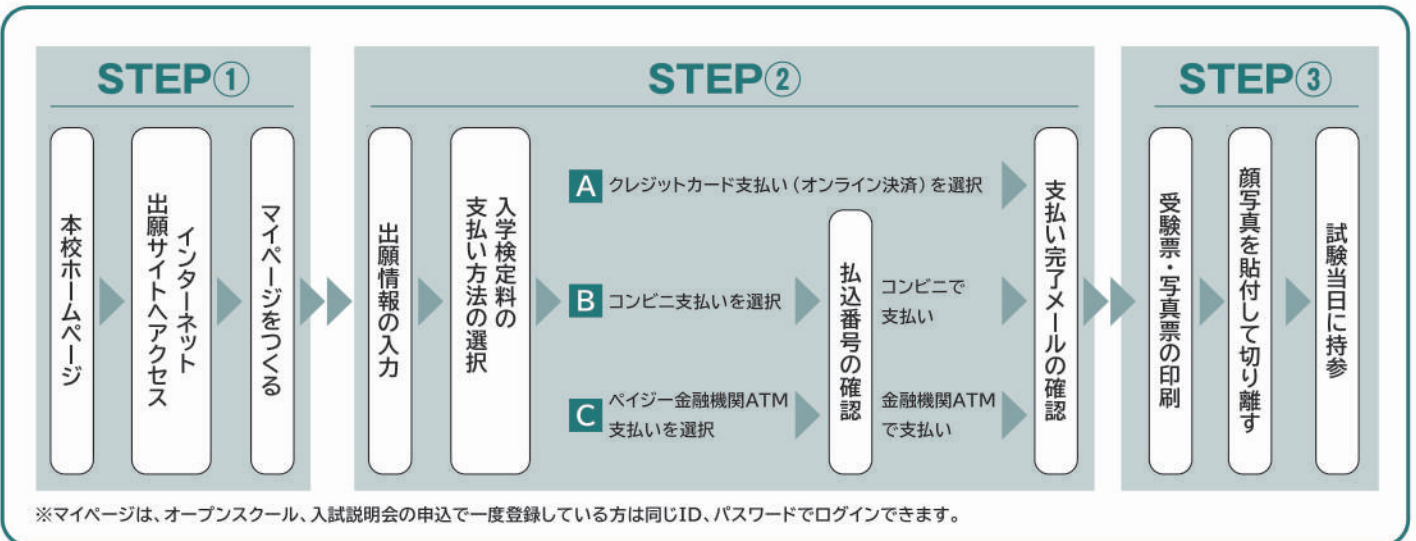 STEP①
本校ホームページ
インターネット
出願サイトへアクセス
マイページをつくる
STEP②
出願情報の入力
入学検定料の
支払い方法の選択
A クレジットカード支払い（オンライン決済）を選択
B コンビニ支払いを選択
C ペイジー金融機関ATM
支払いを選択
払込番号の確認
コンビニで
支払い
金融機関ATM
で支払い
支払い完了メールの確認
STEP③
受験票・写真票の印刷
顔写真を貼付して切り離す
試験当日に持参
※マイページは、オープンスクール、入試説明会の申込で一度登録している方は同じID、パスワードでログインできます。